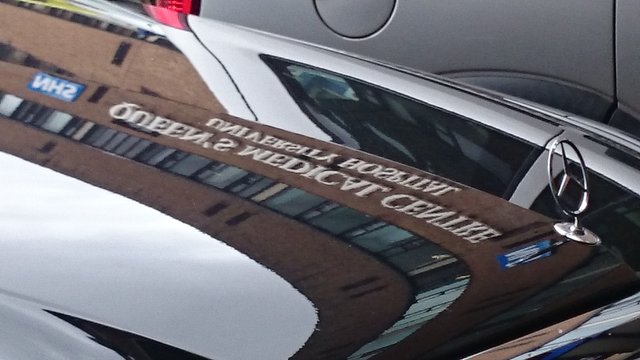 NHS
QUEEN'S MEDICAL CENTRE
UNIVERSITY HOSPITAL